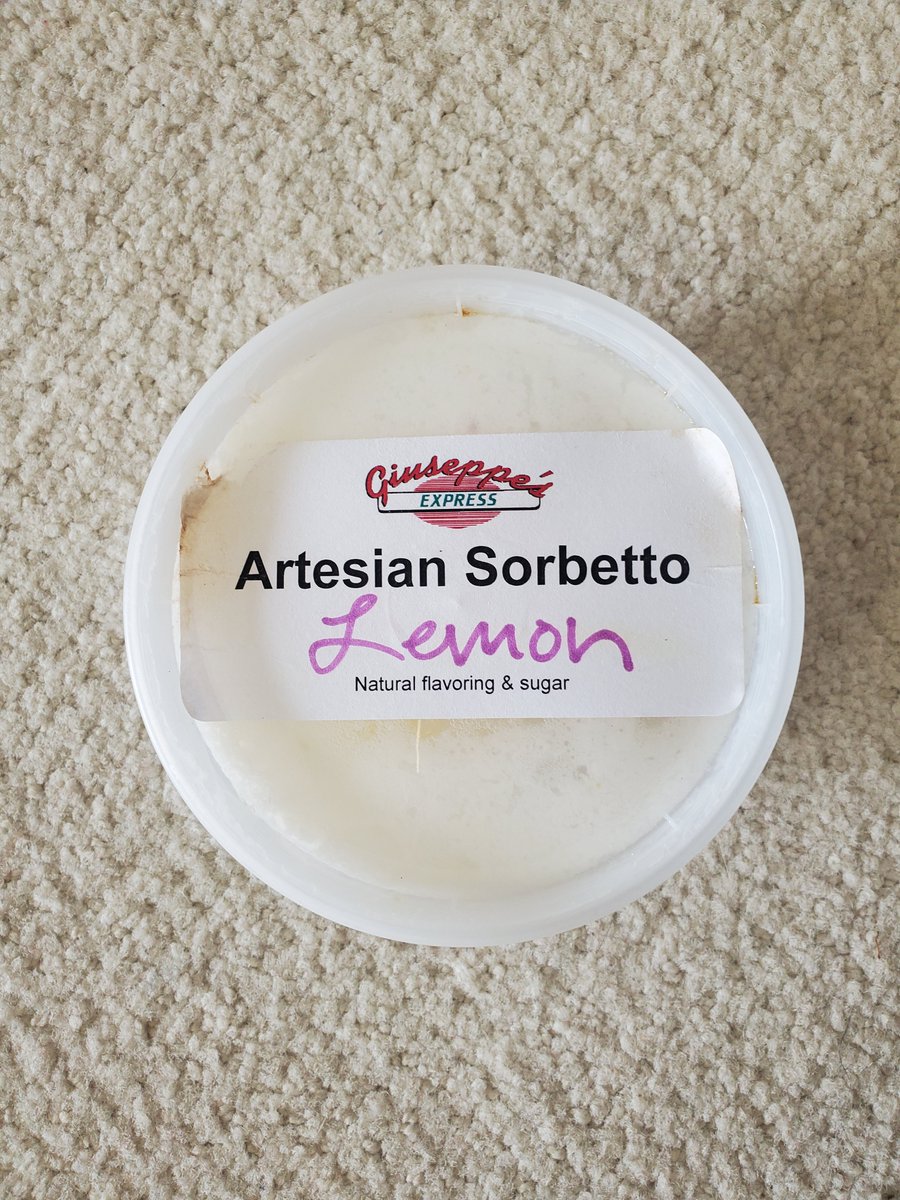 Giuseppe's
EXPRESS
Artesian Sorbetto
Lemon
Natural flavoring & sugar